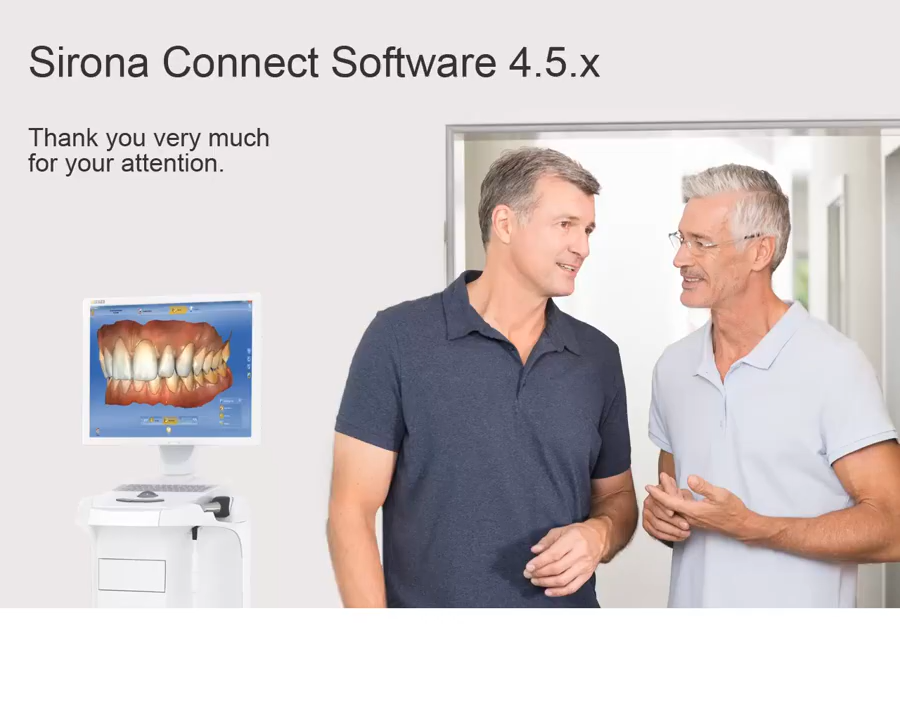 Sirona Connect Software 4.5.x
Thank you very much
for your attention.